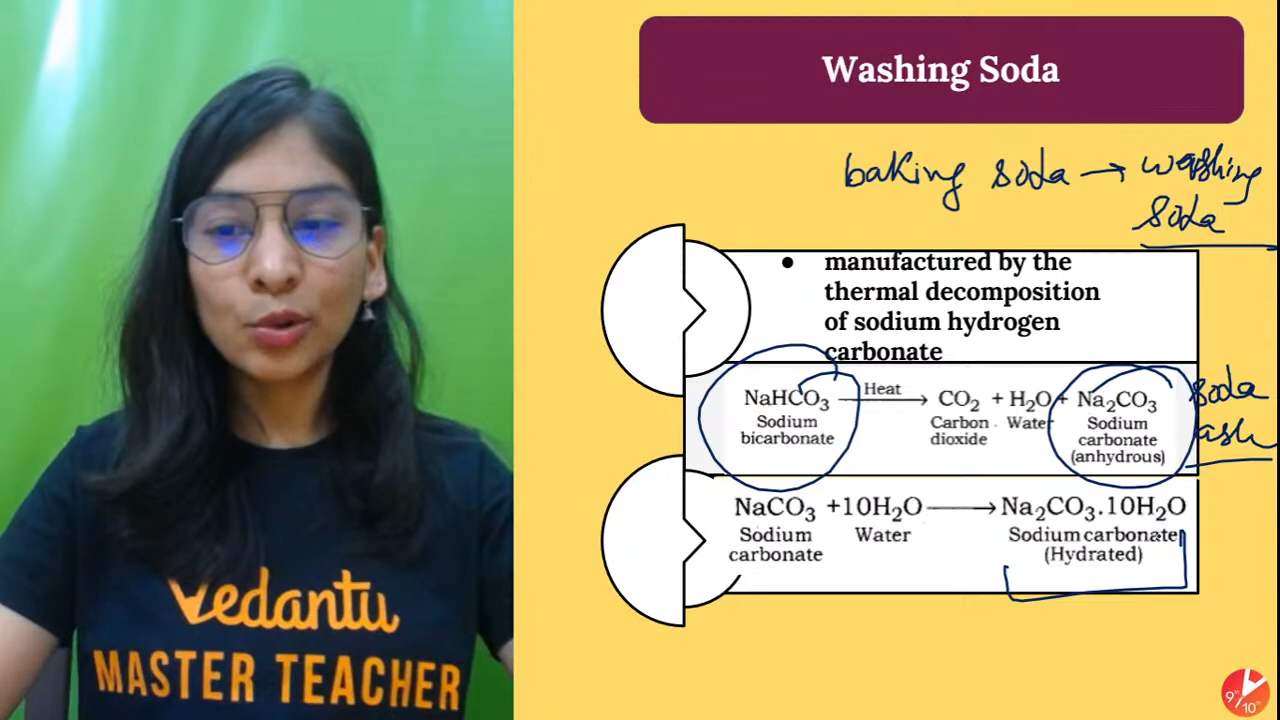 Washing Soda
baking soda → washing
soda
• manufactured by the
thermal decomposition
of sodium hydrogen
carbonate
NaHCO₃ ⟶ CO₂ + H₂O + Na₂CO₃
Heat
Sodium Carbon Water Sodium
bicarbonate dioxide carbonate
(anhydrous)
soda
ash
NaCO₃ +10H₂O ⟶ Na₂CO₃.10H₂O
Sodium Water Sodium carbonate
carbonate (Hydrated)
Vedantu
MASTER TEACHER
9th/10th